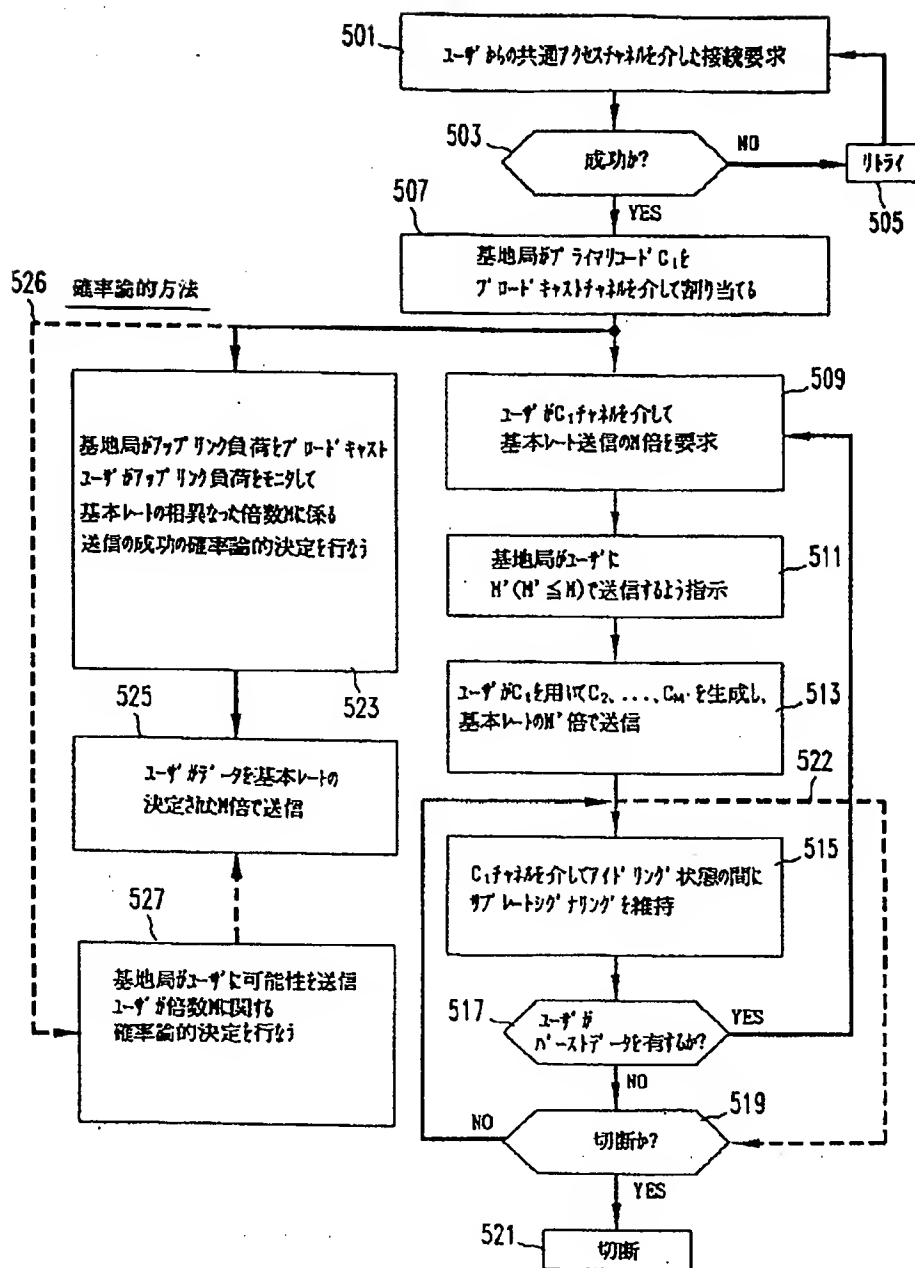 501
ユーザからの共通アクセスチャネルを介した接続要求
503
成功か?
NO
リトライ
505
YES
507
基地局がプライマリコードC₁を
ブロードキャストチャネルを介して割り当てる
526
確率論的方法
509
ユーザがC₁チャネルを介して
基本レート送信のM倍を要求
基地局がアップリンク負荷をブロードキャスト
ユーザがアップリンク負荷をモニタして
基本レートの相異なった倍数Mに係る
送信の成功の確率論的決定を行なう
523
511
基地局がユーザに
M'(M'≦M)で送信するよう指示
513
ユーザがC₁を用いてC₂、...、C_M'を生成し、
基本レートのM'倍で送信
525
ユーザがデータを基本レートの
決定されたM倍で送信
522
515
C₁チャネルを介してアイドリング状態の間に
サブレートシグナリングを維持
527
基地局がユーザに可能性を送信
ユーザが倍数Mに関する
確率論的決定を行なう
517
ユーザが
バーストデータを有するか?
YES
NO
519
切断か?
NO
YES
521
切断